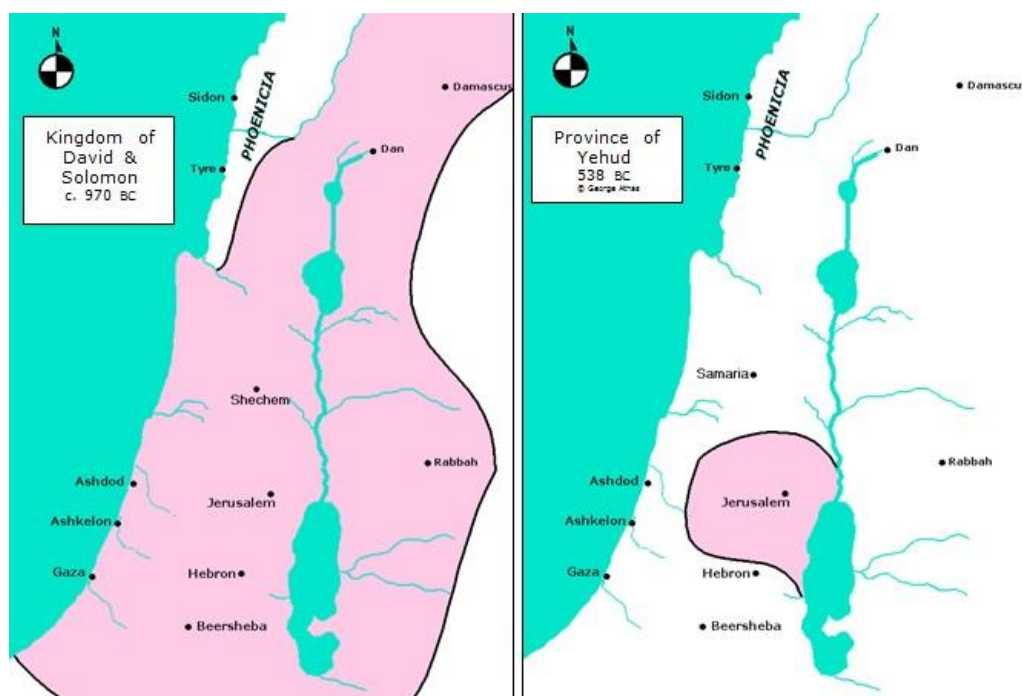 N
Damascus
Sidon
PHOENICIA
Kingdom of
David &
Solomon
c. 970 BC
Dan
Tyre
Shechem
Rabbah
Ashdod
Jerusalem
Ashkelon
Gaza
Hebron
Beersheba
N
Damascu
Sidon
PHOENICIA
Province of
Yehud
538 BC
© George Athas
Dan
Tyre
Samaria
Rabbah
Ashdod
Jerusalem
Ashkelon
Gaza
Hebron
Beersheba